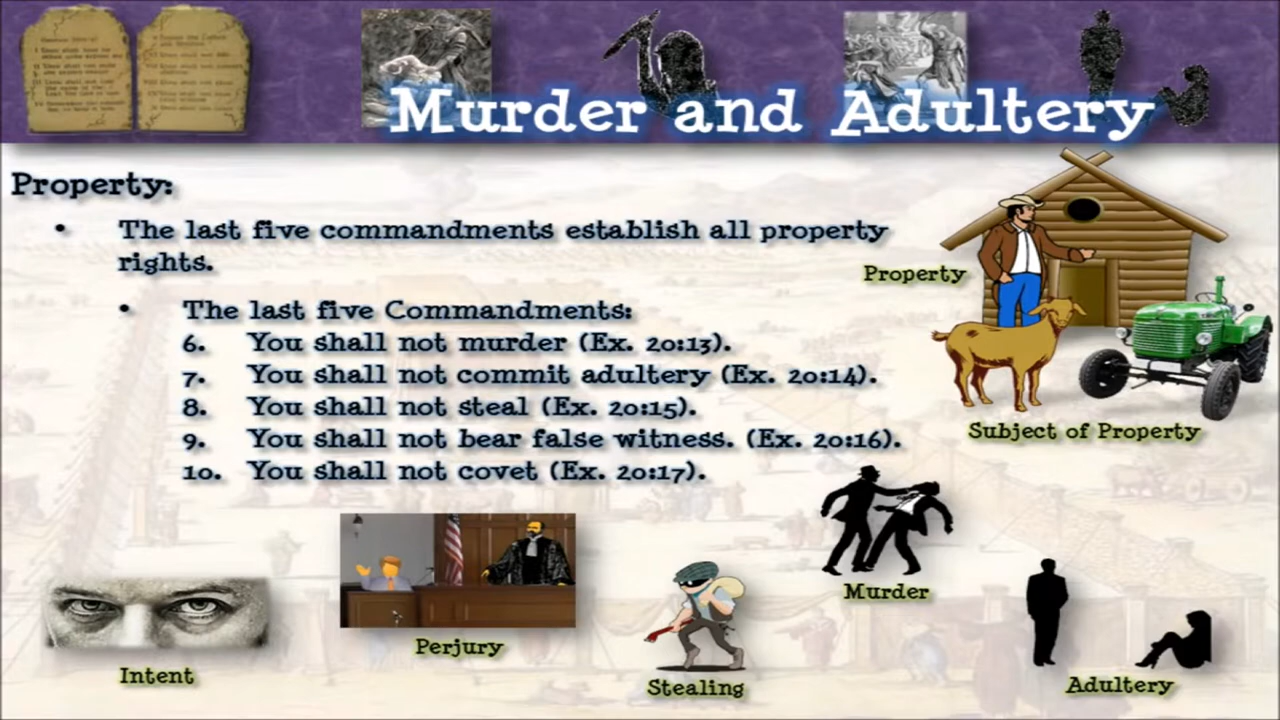 Murder and Adultery
Property:
• The last five commandments establish all property
rights.
• The last five Commandments:
6. You shall not murder (Ex. 20:13).
7. You shall not commit adultery (Ex. 20:14).
8. You shall not steal (Ex. 20:15).
9. You shall not bear false witness. (Ex. 20:16).
10. You shall not covet (Ex. 20:17).
Property
Subject of Property
Murder
Perjury
Intent
Stealing
Adultery